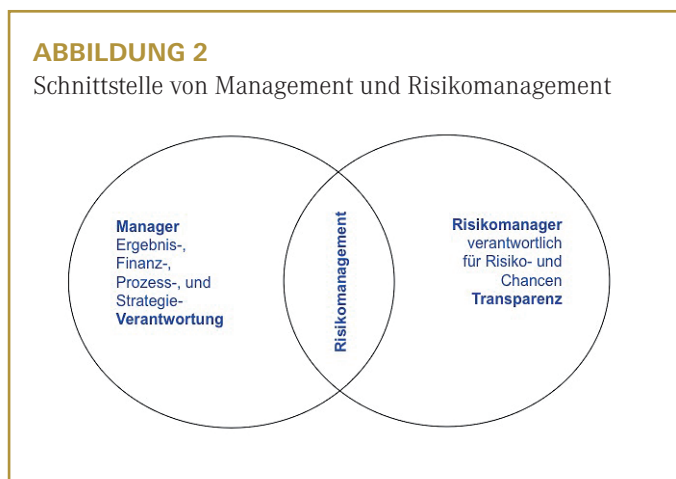 ABBILDUNG 2
Schnittstelle von Management und Risikomanagement
Manager
Ergebnis-,
Finanz-,
Prozess-, und
Strategie-
Verantwortung
Risikomanagement
Risikomanager
verantwortlich
für Risiko- und
Chancen
Transparenz